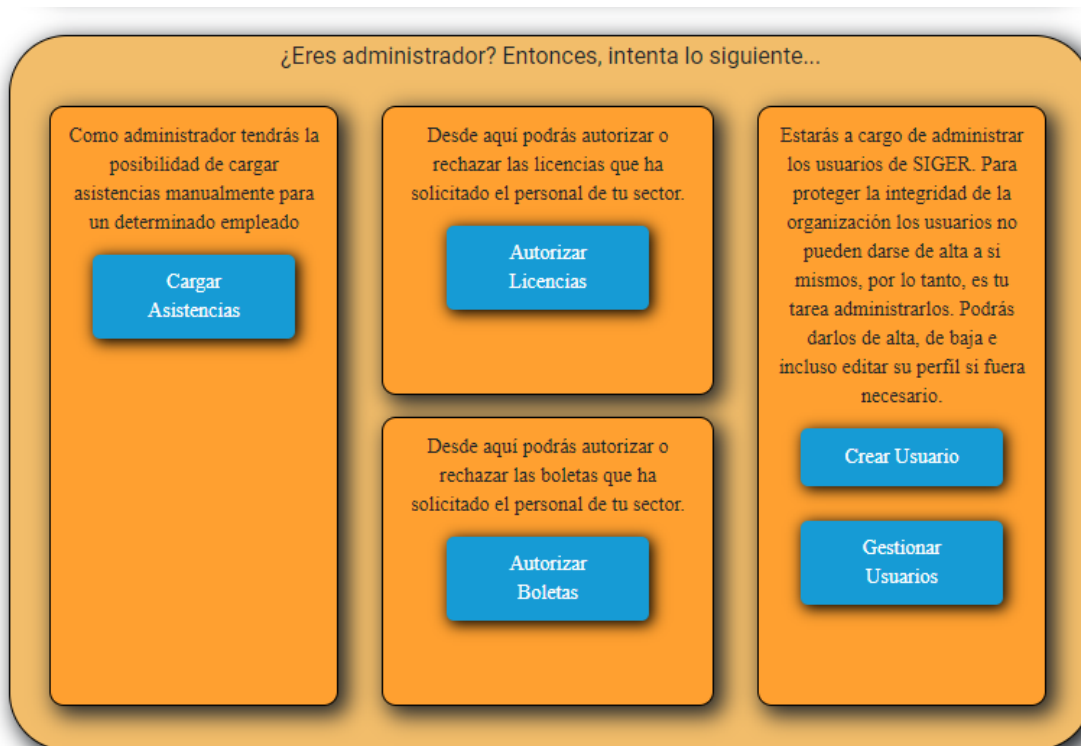 ¿Eres administrador? Entonces, intenta lo siguiente...
Como administrador tendrás la
posibilidad de cargar
asistencias manualmente para
un determinado empleado
Cargar
Asistencias
Desde aquí podrás autorizar o
rechazar las licencias que ha
solicitado el personal de tu sector.
Autorizar
Licencias
Desde aquí podrás autorizar o
rechazar las boletas que ha
solicitado el personal de tu sector.
Autorizar
Boletas
Estarás a cargo de administrar
los usuarios de SIGER. Para
proteger la integridad de la
organización los usuarios no
pueden darse de alta a si
mismos, por lo tanto, es tu
tarea administrarlos. Podrás
darlos de alta, de baja e
incluso editar su perfil si fuera
necesario.
Crear Usuario
Gestionar
Usuarios